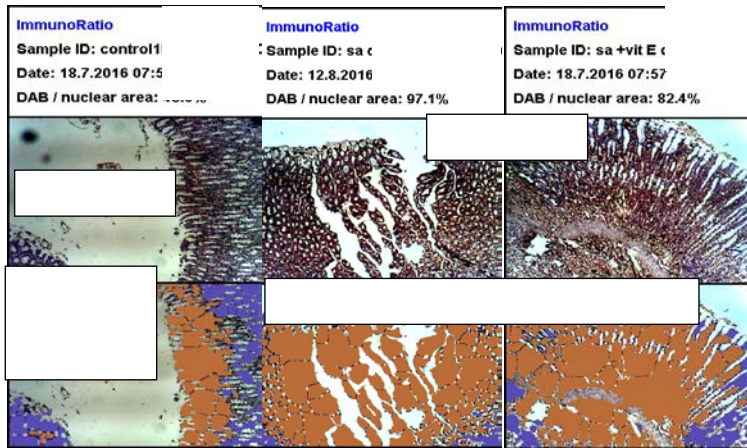 ImmunoRatio
Sample ID: control1
Date: 18.7.2016 07:5
DAB / nuclear area:
ImmunoRatio
Sample ID: sa
Date: 12.8.2016
DAB / nuclear area: 97.1%
ImmunoRatio
Sample ID: sa +vit E
Date: 18.7.2016 07:57
DAB / nuclear area: 82.4%